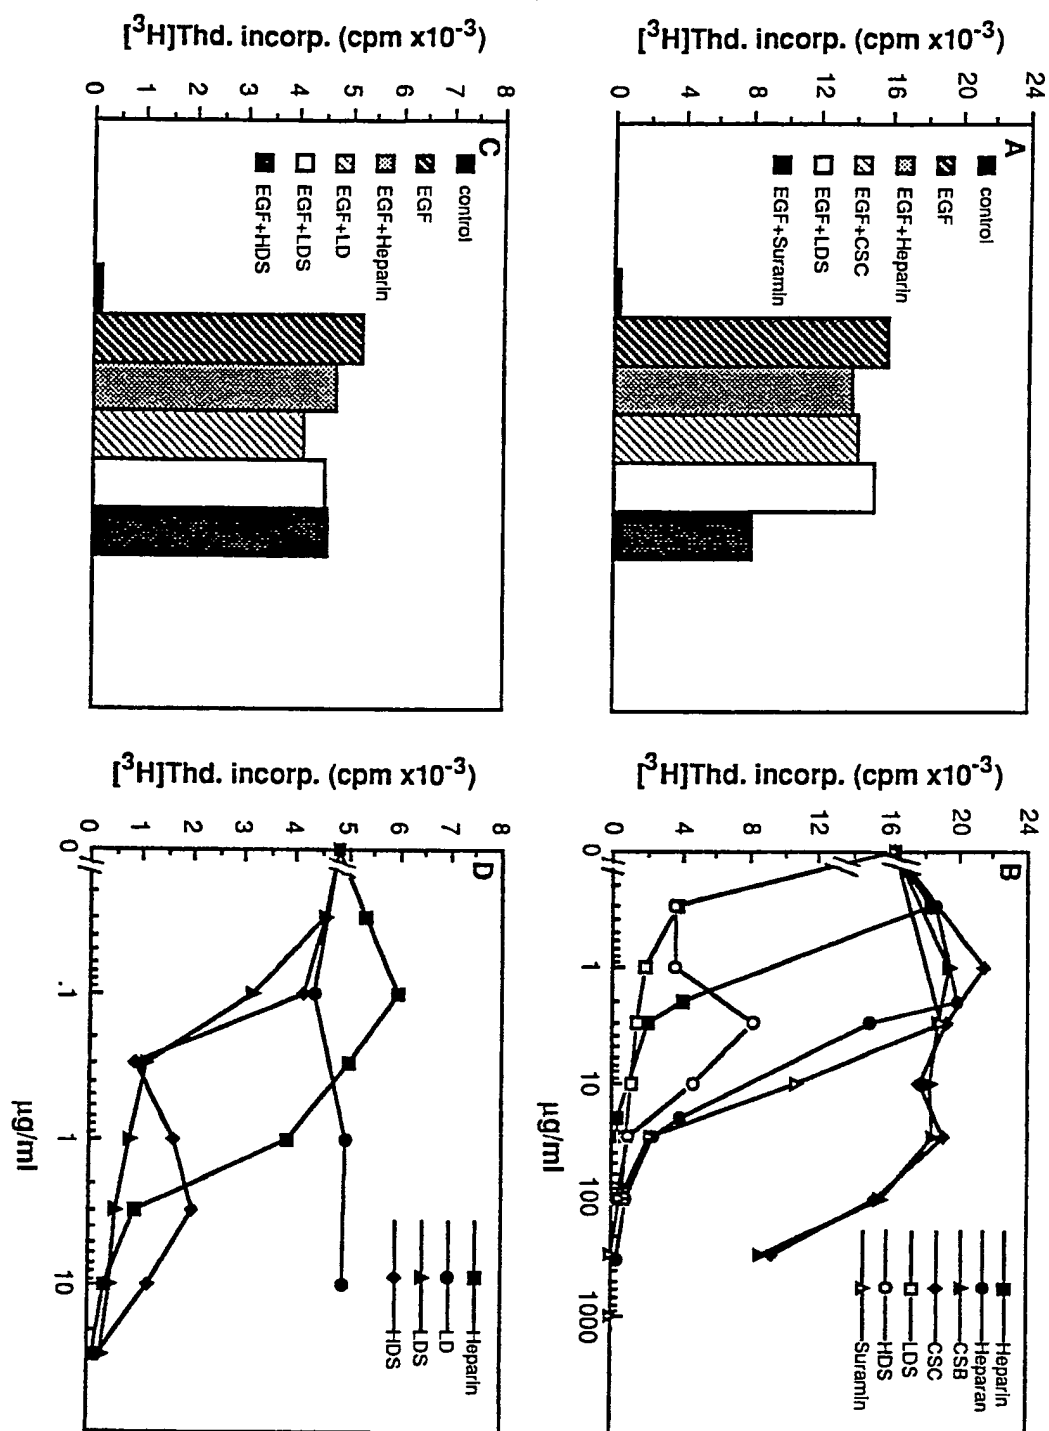 A
[3H]Thd. incorp. (cpm x10-3)
24
20
16
12
8
4
0
control
EGF
EGF+Heparin
EGF+CSC
EGF+LDS
EGF+Suramin
B
[3H]Thd. incorp. (cpm x10-3)
24
20
16
12
8
4
0
0
1
10
100
1000
µg/ml
Heparin
Heparan
CSB
CSC
LDS
HDS
Suramin
C
[3H]Thd. incorp. (cpm x10-3)
8
7
6
5
4
3
2
1
0
control
EGF
EGF+Heparin
EGF+LD
EGF+LDS
EGF+HDS
D
[3H]Thd. incorp. (cpm x10-3)
8
7
6
5
4
3
2
1
0
0
.1
1
10
µg/ml
Heparin
LD
LDS
HDS